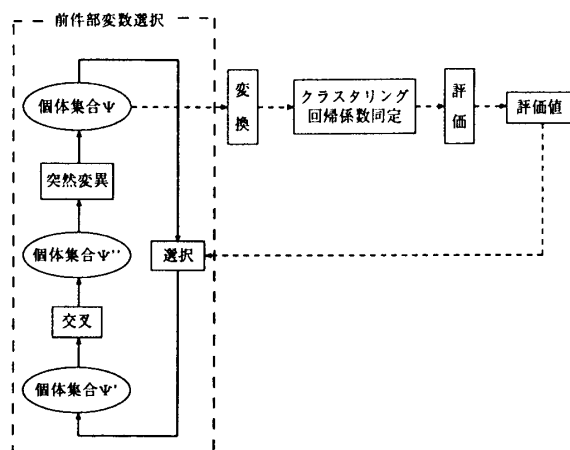 前件部変数選択
個体集合Ψ
変換
クラスタリング
回帰係数同定
評価
評価値
突然変異
個体集合Ψ''
選択
交叉
個体集合Ψ'